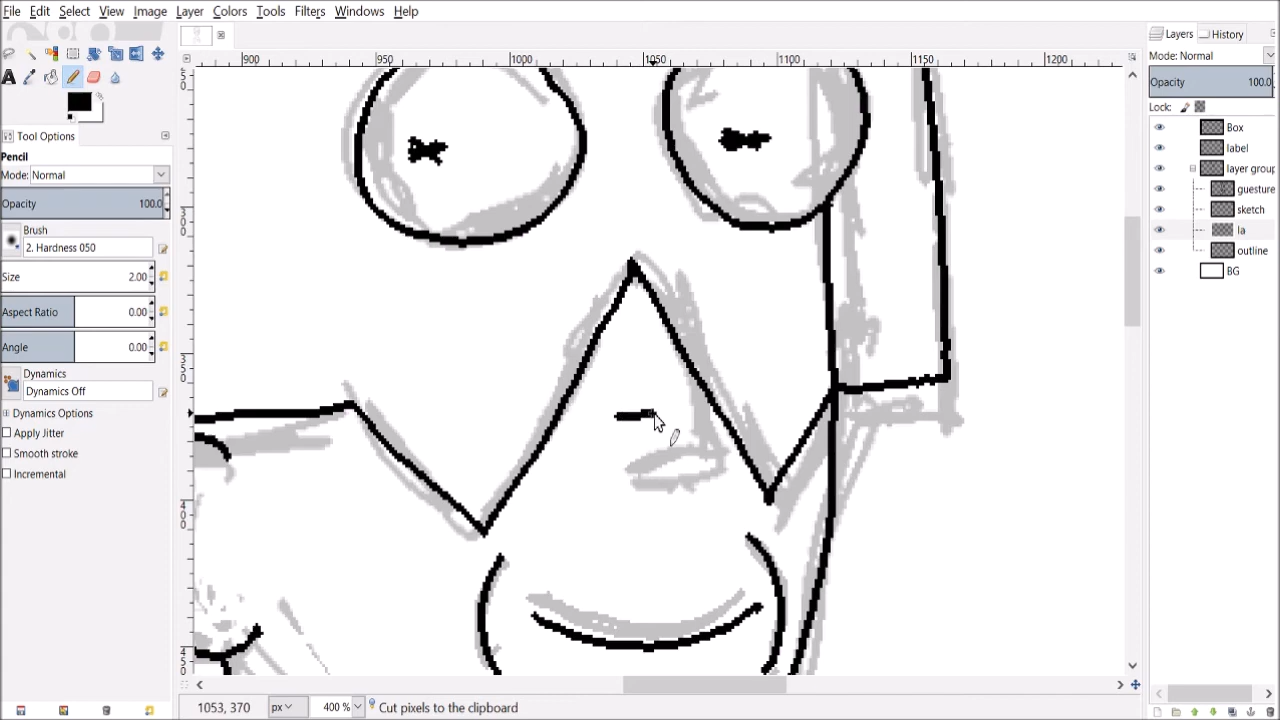 File Edit Select View Image Layer Colors Tools Filters Windows Help
Layers History
Mode: Normal
900 950 1000 1050 1100 1150 1200
Opacity 100.0
Lock:
Tool Options
Pencil
Mode: Normal
Opacity 100.0
Brush
2. Hardness 050
Size 2.00
Aspect Ratio 0.00
Angle 0.00
Dynamics
Dynamics Off
Dynamics Options
Apply Jitter
Smooth stroke
Incremental
300
350
400
450
Box
label
layer group
guesture
sketch
la
outline
BG
1053, 370 px 400 % Cut pixels to the clipboard